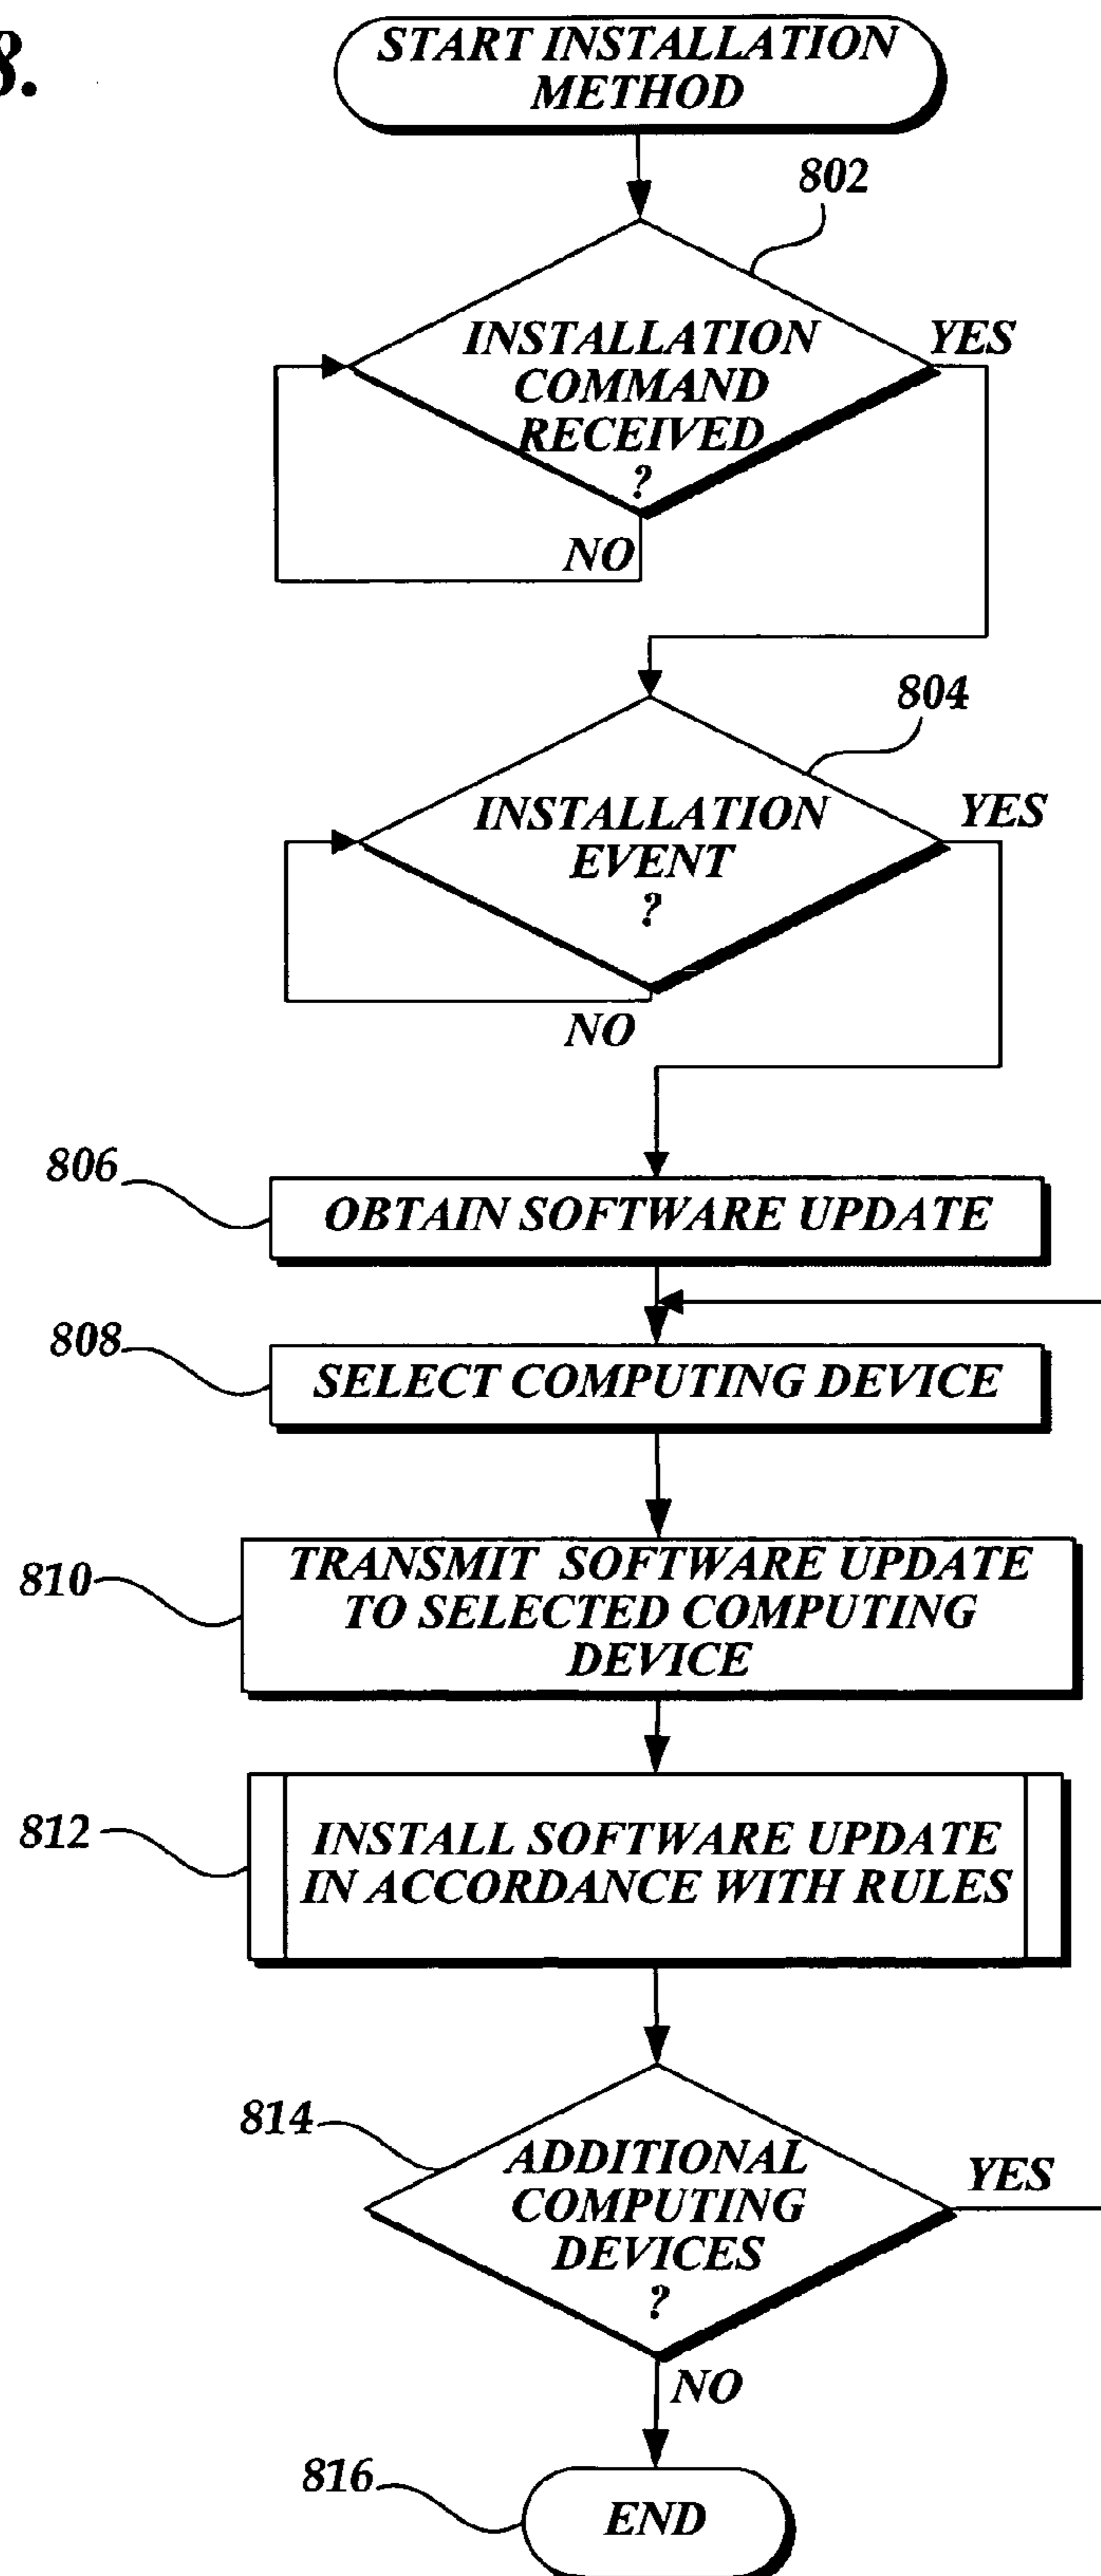 8.
START INSTALLATION
METHOD
802
INSTALLATION
COMMAND
RECEIVED
?
YES
NO
804
INSTALLATION
EVENT
?
YES
NO
806
OBTAIN SOFTWARE UPDATE
808
SELECT COMPUTING DEVICE
810
TRANSMIT SOFTWARE UPDATE
TO SELECTED COMPUTING
DEVICE
812
INSTALL SOFTWARE UPDATE
IN ACCORDANCE WITH RULES
814
ADDITIONAL
COMPUTING
DEVICES
?
YES
NO
816
END